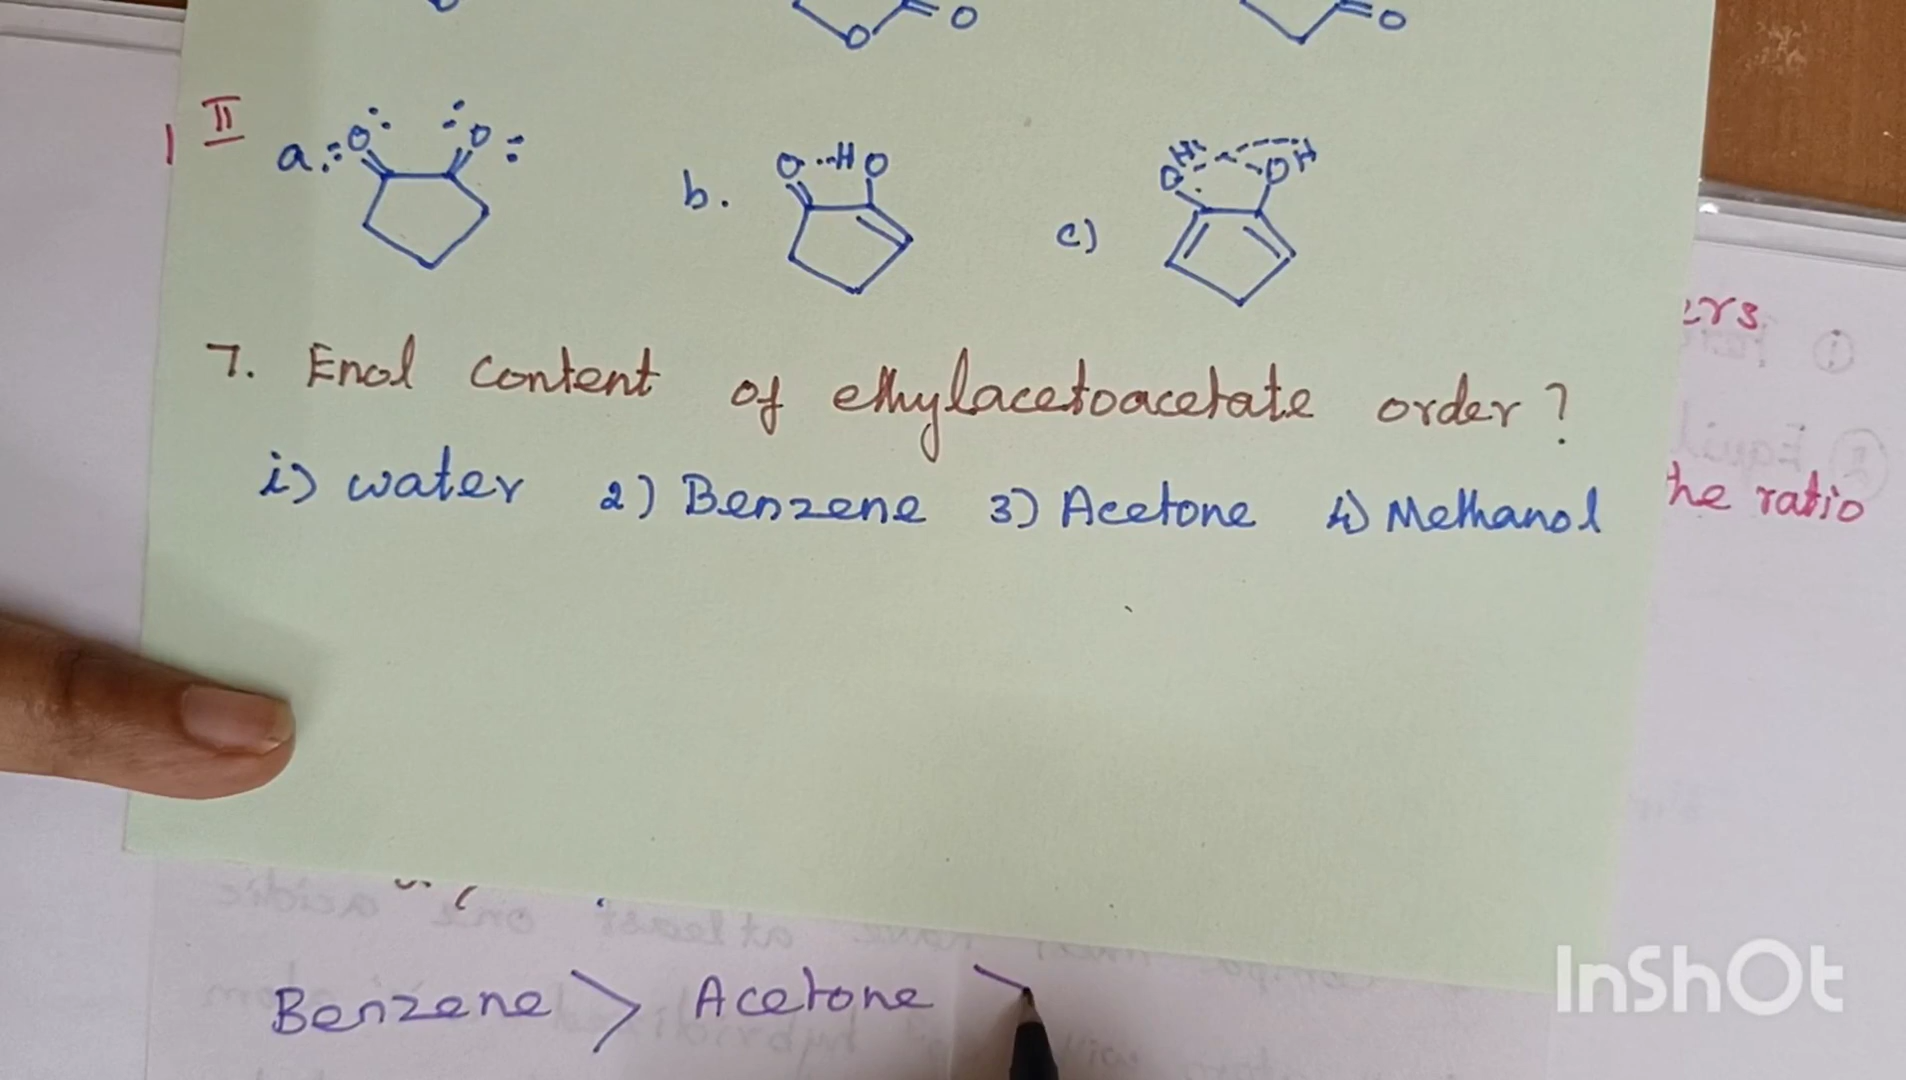 O O O
II
a. :O: :O:
b. O...H O
c) H H
O O
7. Enol content of ethylacetoacetate order?
i) water 2) Benzene 3) Acetone 4) Methanol
ers
he ratio
Benzene > Acetone >
InShOt